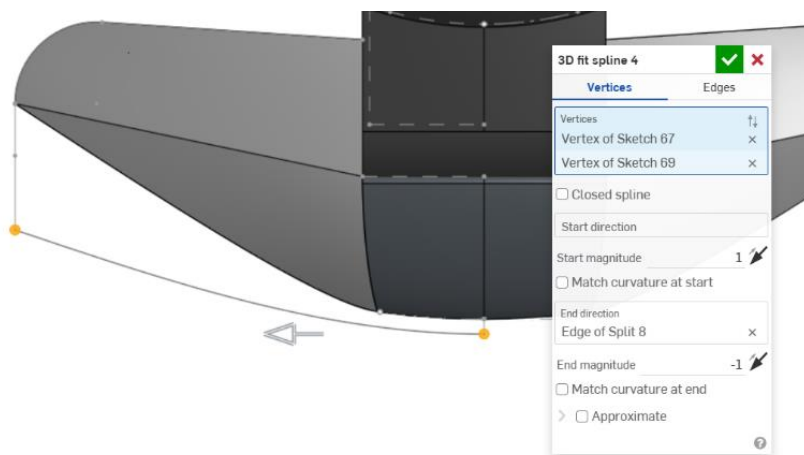 3D fit spline 4
Vertices Edges
Vertices
Vertex of Sketch 67
Vertex of Sketch 69
Closed spline
Start direction
Start magnitude 1
Match curvature at start
End direction
Edge of Split 8
End magnitude -1
Match curvature at end
Approximate